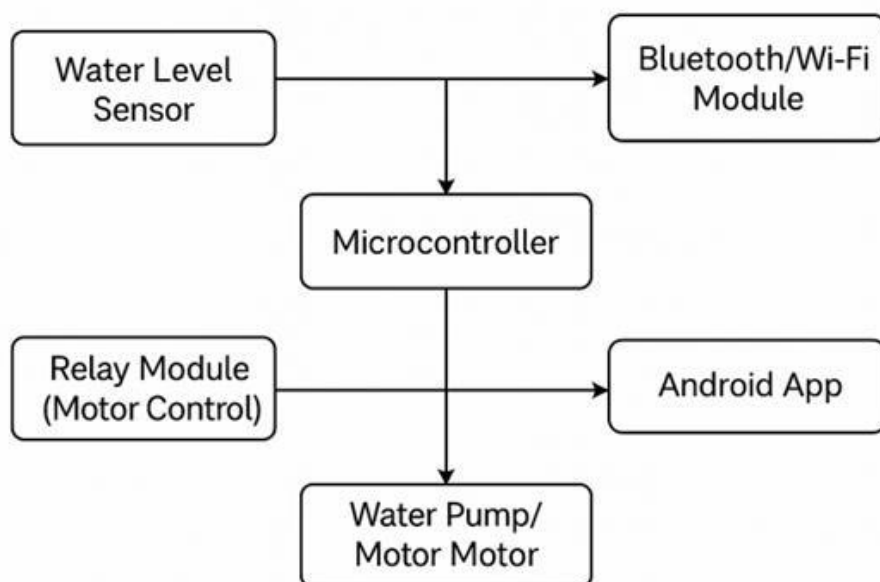 Water Level
Sensor
Bluetooth/Wi-Fi
Module
Microcontroller
Relay Module
(Motor Control)
Android App
Water Pump/
Motor Motor